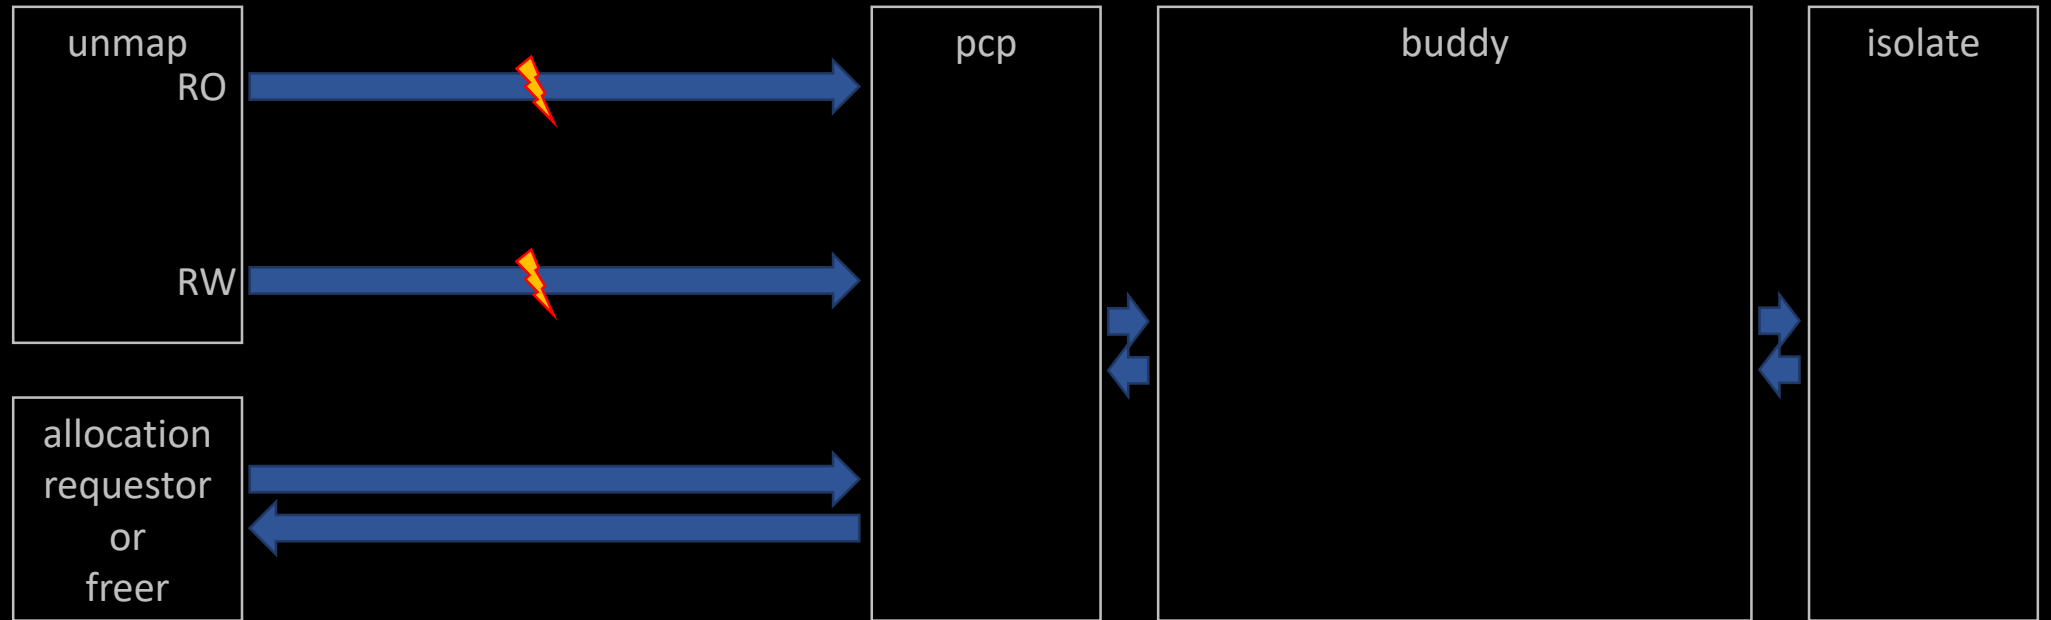 unmap
RO
RW
pcp
buddy
isolate
allocation
requestor
or
freer